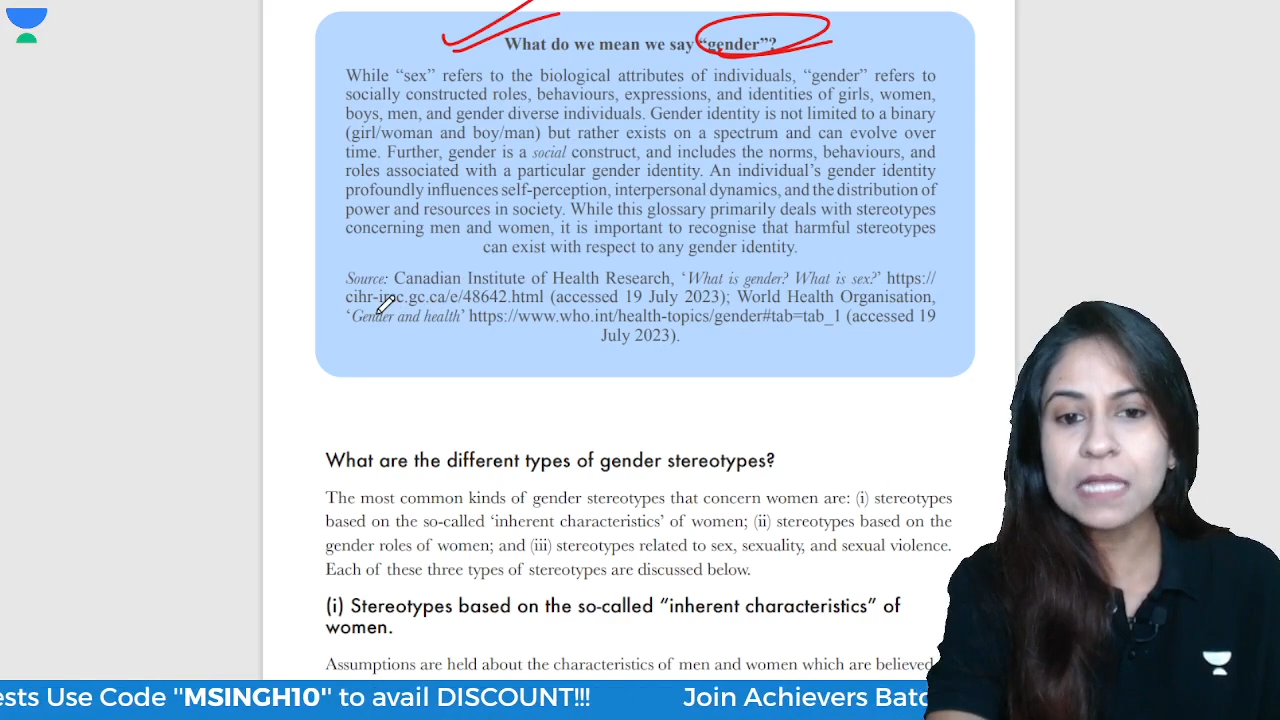 What do we mean we say “gender”?
While “sex” refers to the biological attributes of individuals, “gender” refers to
socially constructed roles, behaviours, expressions, and identities of girls, women,
boys, men, and gender diverse individuals. Gender identity is not limited to a binary
(girl/woman and boy/man) but rather exists on a spectrum and can evolve over
time. Further, gender is a social construct, and includes the norms, behaviours, and
roles associated with a particular gender identity. An individual’s gender identity
profoundly influences self-perception, interpersonal dynamics, and the distribution of
power and resources in society. While this glossary primarily deals with stereotypes
concerning men and women, it is important to recognise that harmful stereotypes
can exist with respect to any gender identity.
Source: Canadian Institute of Health Research, ‘What is gender? What is sex?’ https://
cihr-irsc.gc.ca/e/48642.html (accessed 19 July 2023); World Health Organisation,
‘Gender and health’ https://www.who.int/health-topics/gender#tab=tab_1 (accessed 19
July 2023).
What are the different types of gender stereotypes?
The most common kinds of gender stereotypes that concern women are: (i) stereotypes
based on the so-called ‘inherent characteristics’ of women; (ii) stereotypes based on the
gender roles of women; and (iii) stereotypes related to sex, sexuality, and sexual violence.
Each of these three types of stereotypes are discussed below.
(i) Stereotypes based on the so-called “inherent characteristics” of
women.
Assumptions are held about the characteristics of men and women which are believed
ests Use Code "MSINGH10" to avail DISCOUNT!!! Join Achievers Batc